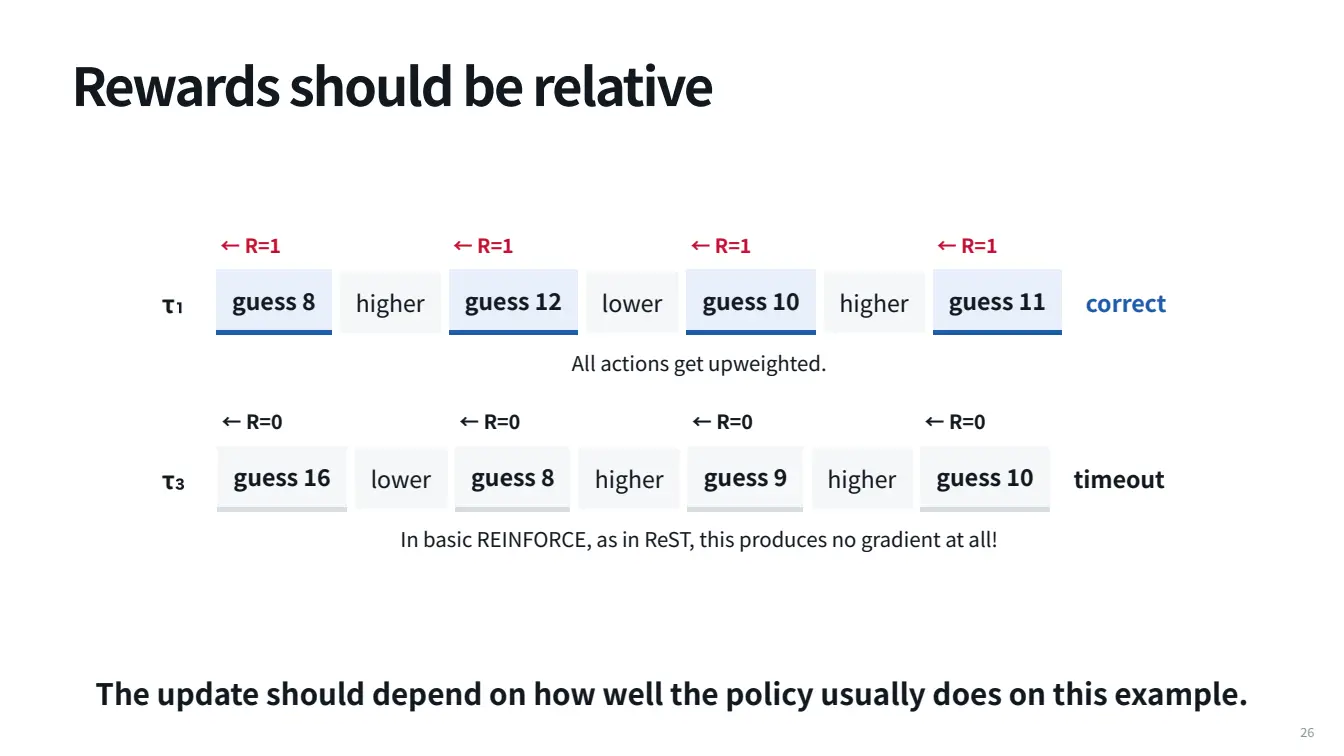 Rewards should be relative
← R=1 ← R=1 ← R=1 ← R=1
τ₁ guess 8 higher guess 12 lower guess 10 higher guess 11 correct
All actions get upweighted.
← R=0 ← R=0 ← R=0 ← R=0
τ₃ guess 16 lower guess 8 higher guess 9 higher guess 10 timeout
In basic REINFORCE, as in ReST, this produces no gradient at all!
The update should depend on how well the policy usually does on this example.
26